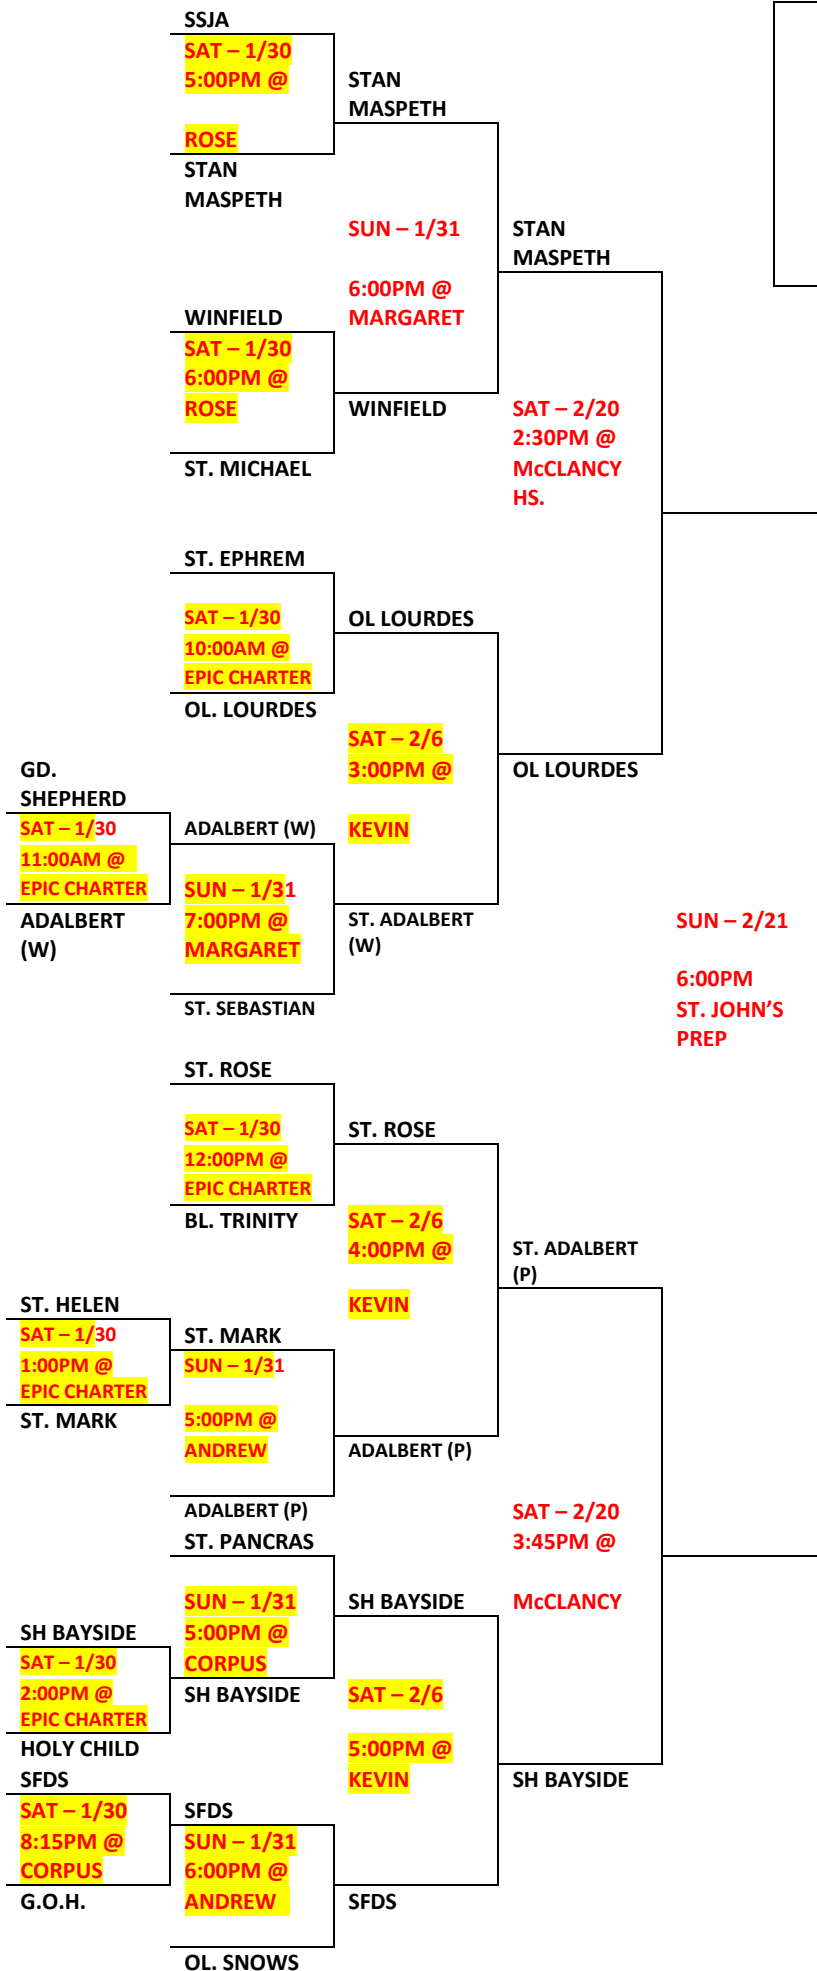 SSJA
SAT – 1/30
5:00PM @
ROSE
STAN
MASPETH
STAN
MASPETH
SUN – 1/31
6:00PM @
MARGARET
STAN
MASPETH
WINFIELD
SAT – 1/30
6:00PM @
ROSE
ST. MICHAEL
WINFIELD
SAT – 2/20
2:30PM @
McCLANCY
HS.
ST. EPHREM
SAT – 1/30
10:00AM @
EPIC CHARTER
OL. LOURDES
OL LOURDES
SAT – 2/6
3:00PM @
KEVIN
OL LOURDES
GD.
SHEPHERD
SAT – 1/30
11:00AM @
EPIC CHARTER
ADALBERT
(W)
ADALBERT (W)
SUN – 1/31
7:00PM @
MARGARET
ST. SEBASTIAN
ST. ADALBERT
(W)
SUN – 2/21
6:00PM
ST. JOHN’S
PREP
ST. ROSE
SAT – 1/30
12:00PM @
EPIC CHARTER
BL. TRINITY
ST. ROSE
SAT – 2/6
4:00PM @
KEVIN
ST. ADALBERT
(P)
ST. HELEN
SAT – 1/30
1:00PM @
EPIC CHARTER
ST. MARK
ST. MARK
SUN – 1/31
5:00PM @
ANDREW
ADALBERT (P)
ADALBERT (P)
SAT – 2/20
3:45PM @
McCLANCY
ST. PANCRAS
SUN – 1/31
5:00PM @
CORPUS
SH BAYSIDE
SH BAYSIDE
SH BAYSIDE
SAT – 1/30
2:00PM @
EPIC CHARTER
HOLY CHILD
SAT – 2/6
5:00PM @
KEVIN
SH BAYSIDE
SFDS
SAT – 1/30
8:15PM @
CORPUS
G.O.H.
SFDS
SUN – 1/31
6:00PM @
ANDREW
OL. SNOWS
SFDS